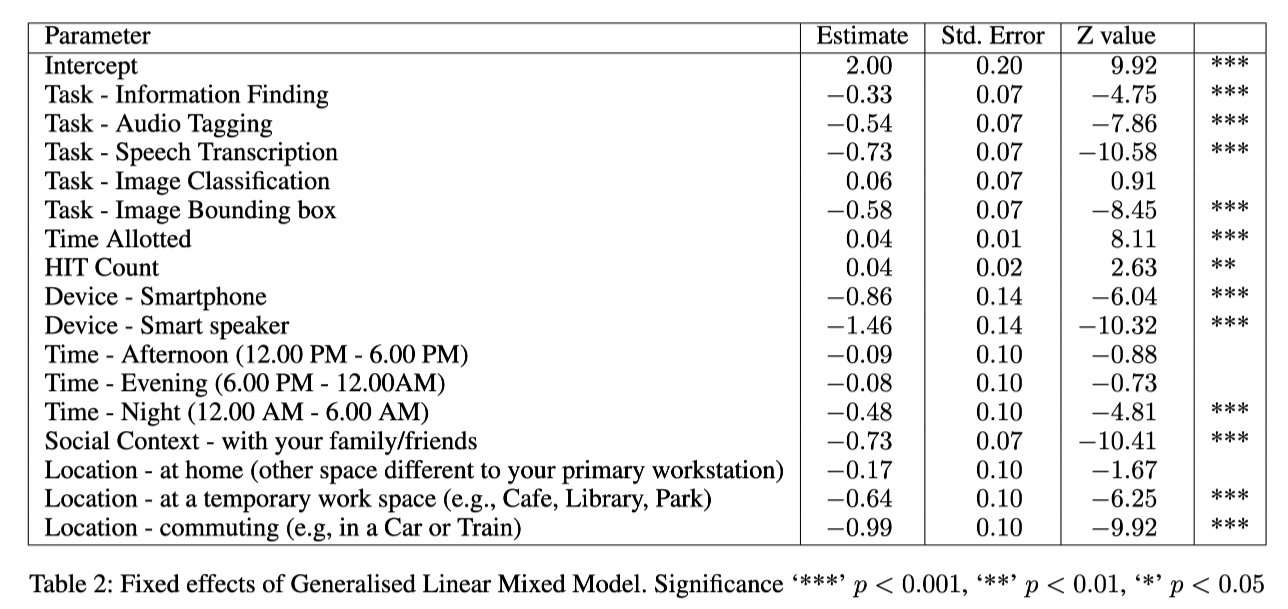 Parameter Estimate Std. Error Z value
Intercept 2.00 0.20 9.92 ***
Task - Information Finding −0.33 0.07 −4.75 ***
Task - Audio Tagging −0.54 0.07 −7.86 ***
Task - Speech Transcription −0.73 0.07 −10.58 ***
Task - Image Classification 0.06 0.07 0.91
Task - Image Bounding box −0.58 0.07 −8.45 ***
Time Allotted 0.04 0.01 8.11 ***
HIT Count 0.04 0.02 2.63 **
Device - Smartphone −0.86 0.14 −6.04 ***
Device - Smart speaker −1.46 0.14 −10.32 ***
Time - Afternoon (12.00 PM - 6.00 PM) −0.09 0.10 −0.88
Time - Evening (6.00 PM - 12.00AM) −0.08 0.10 −0.73
Time - Night (12.00 AM - 6.00 AM) −0.48 0.10 −4.81 ***
Social Context - with your family/friends −0.73 0.07 −10.41 ***
Location - at home (other space different to your primary workstation) −0.17 0.10 −1.67
Location - at a temporary work space (e.g., Cafe, Library, Park) −0.64 0.10 −6.25 ***
Location - commuting (e.g, in a Car or Train) −0.99 0.10 −9.92 ***
Table 2: Fixed effects of Generalised Linear Mixed Model. Significance ‘***’ p < 0.001, ‘**’ p < 0.01, ‘*’ p < 0.05